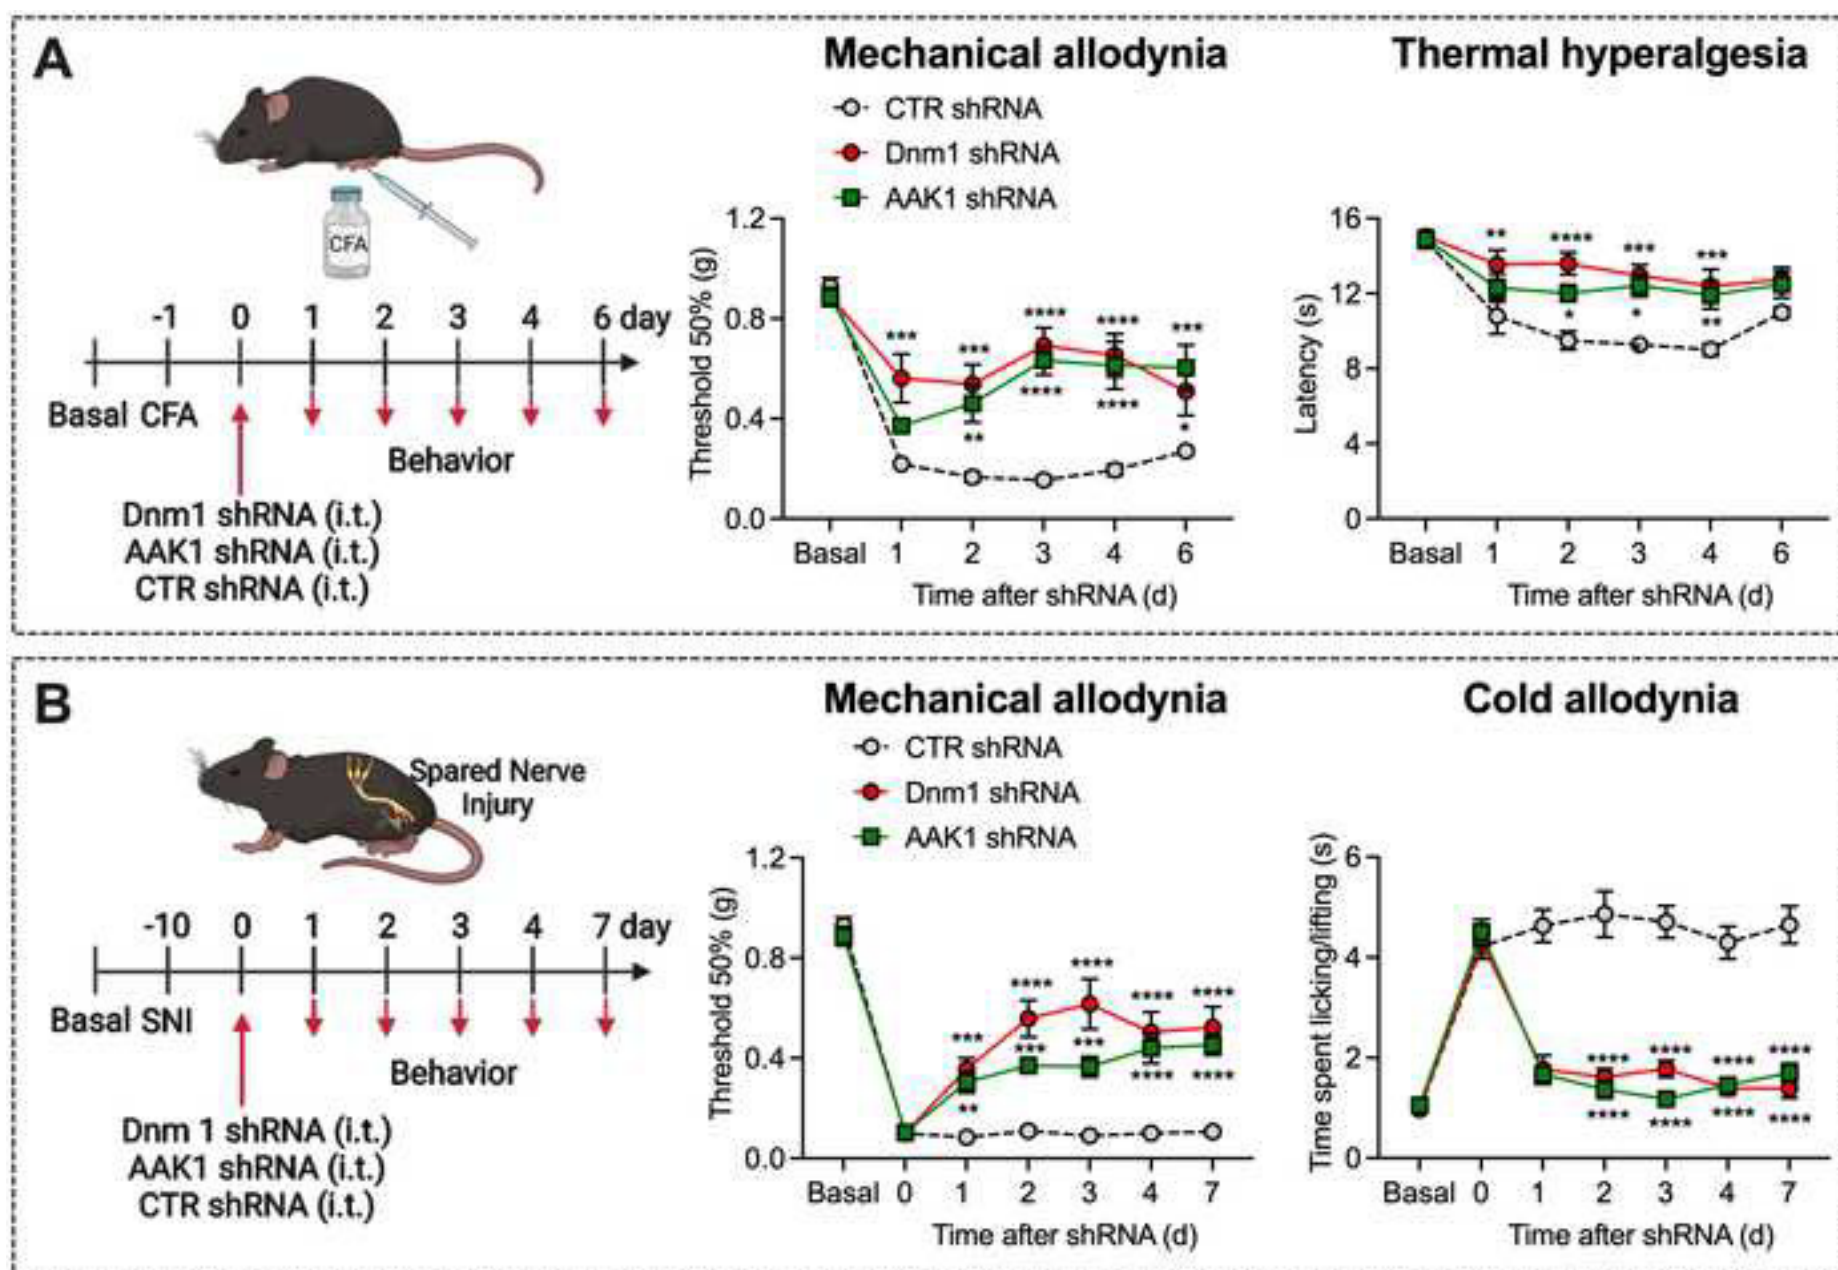 A
CFA
-1 0 1 2 3 4 6 day
Basal CFA
Behavior
Dnm1 shRNA (i.t.)
AAK1 shRNA (i.t.)
CTR shRNA (i.t.)
Mechanical allodynia
CTR shRNA
Dnm1 shRNA
AAK1 shRNA
Threshold 50% (g)
1.2
0.8
0.4
0.0
*** *** **** **** ***
** **** **** *
Basal 1 2 3 4 6
Time after shRNA (d)
Thermal hyperalgesia
Latency (s)
16
12
8
4
0
** **** *** ***
* * **
Basal 1 2 3 4 6
Time after shRNA (d)
B
Spared Nerve
Injury
-10 0 1 2 3 4 7 day
Basal SNI
Behavior
Dnm 1 shRNA (i.t.)
AAK1 shRNA (i.t.)
CTR shRNA (i.t.)
Mechanical allodynia
CTR shRNA
Dnm1 shRNA
AAK1 shRNA
Threshold 50% (g)
1.2
0.8
0.4
0.0
*** **** **** **** ****
** *** *** **** ****
Basal 0 1 2 3 4 7
Time after shRNA (d)
Cold allodynia
Time spent licking/lifting (s)
6
4
2
0
**** **** **** ****
**** **** **** ****
Basal 0 1 2 3 4 7
Time after shRNA (d)